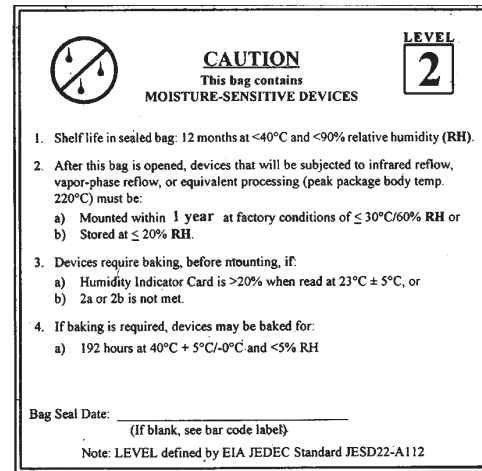 LEVEL
2
CAUTION
This bag contains
MOISTURE-SENSITIVE DEVICES
1. Shelf life in sealed bag: 12 months at <40°C and <90% relative humidity (RH).
2. After this bag is opened, devices that will be subjected to infrared reflow,
vapor-phase reflow, or equivalent processing (peak package body temp.
220°C) must be:
a) Mounted within 1 year at factory conditions of ≤ 30°C/60% RH or
b) Stored at ≤ 20% RH.
3. Devices require baking, before mounting, if:
a) Humidity Indicator Card is >20% when read at 23°C ± 5°C, or
b) 2a or 2b is not met.
4. If baking is required, devices may be baked for:
a) 192 hours at 40°C + 5°C/-0°C and <5% RH
Bag Seal Date:
(If blank, see bar code label)
Note: LEVEL defined by EIA JEDEC Standard JESD22-A112